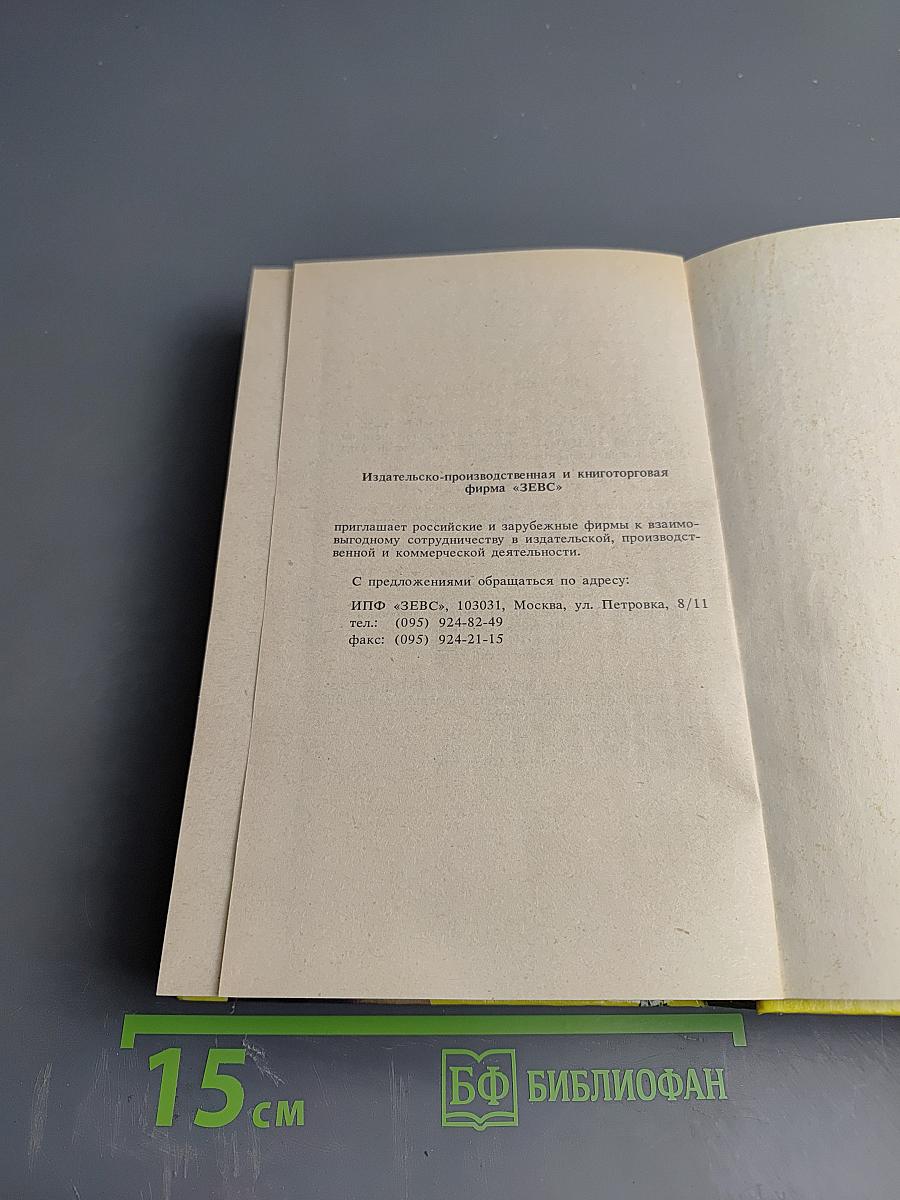 Издательско-производственная и книготорговая
фирма «ЗЕВС»
приглашает российские и зарубежные фирмы к взаимо-
выгодному сотрудничеству в издательской, производст-
венной и коммерческой деятельности.
С предложениями обращаться по адресу:
ИПФ «ЗЕВС», 103031, Москва, ул. Петровка, 8/11
тел.: (095) 924-82-49
факс: (095) 924-21-15
15 см
БФ БИБЛИОФАН